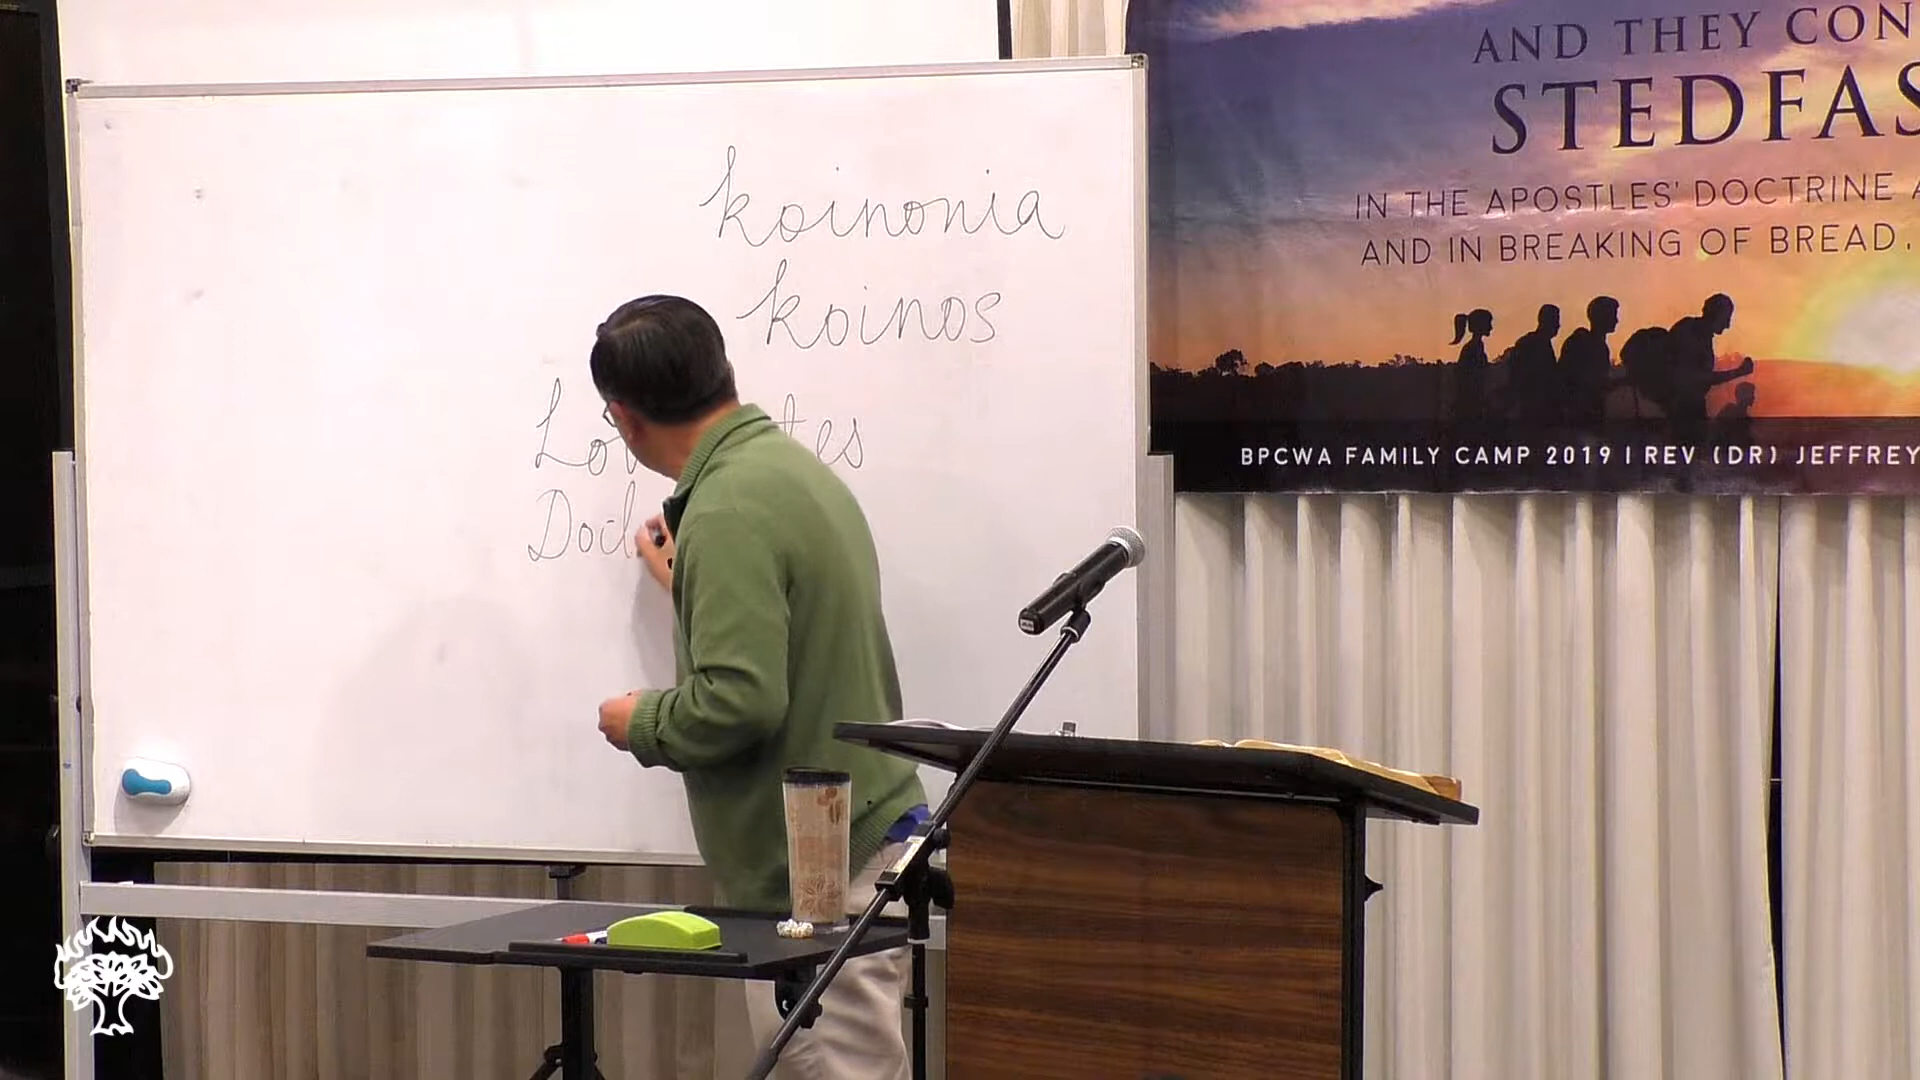 koinonia
koinos
AND THEY CON
STEDFAS
IN THE APOSTLES' DOCTRINE A
AND IN BREAKING OF BREAD,
BPCWA FAMILY CAMP 2019 | REV (DR) JEFFREY